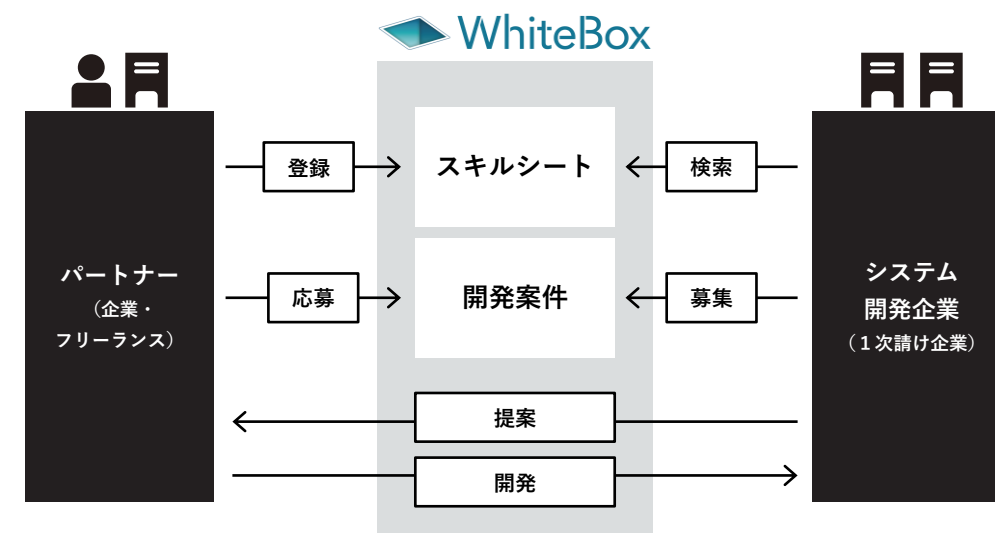 WhiteBox
登録
スキルシート
検索
パートナー
（企業・
フリーランス）
応募
開発案件
募集
システム
開発企業
（１次請け企業）
提案
開発